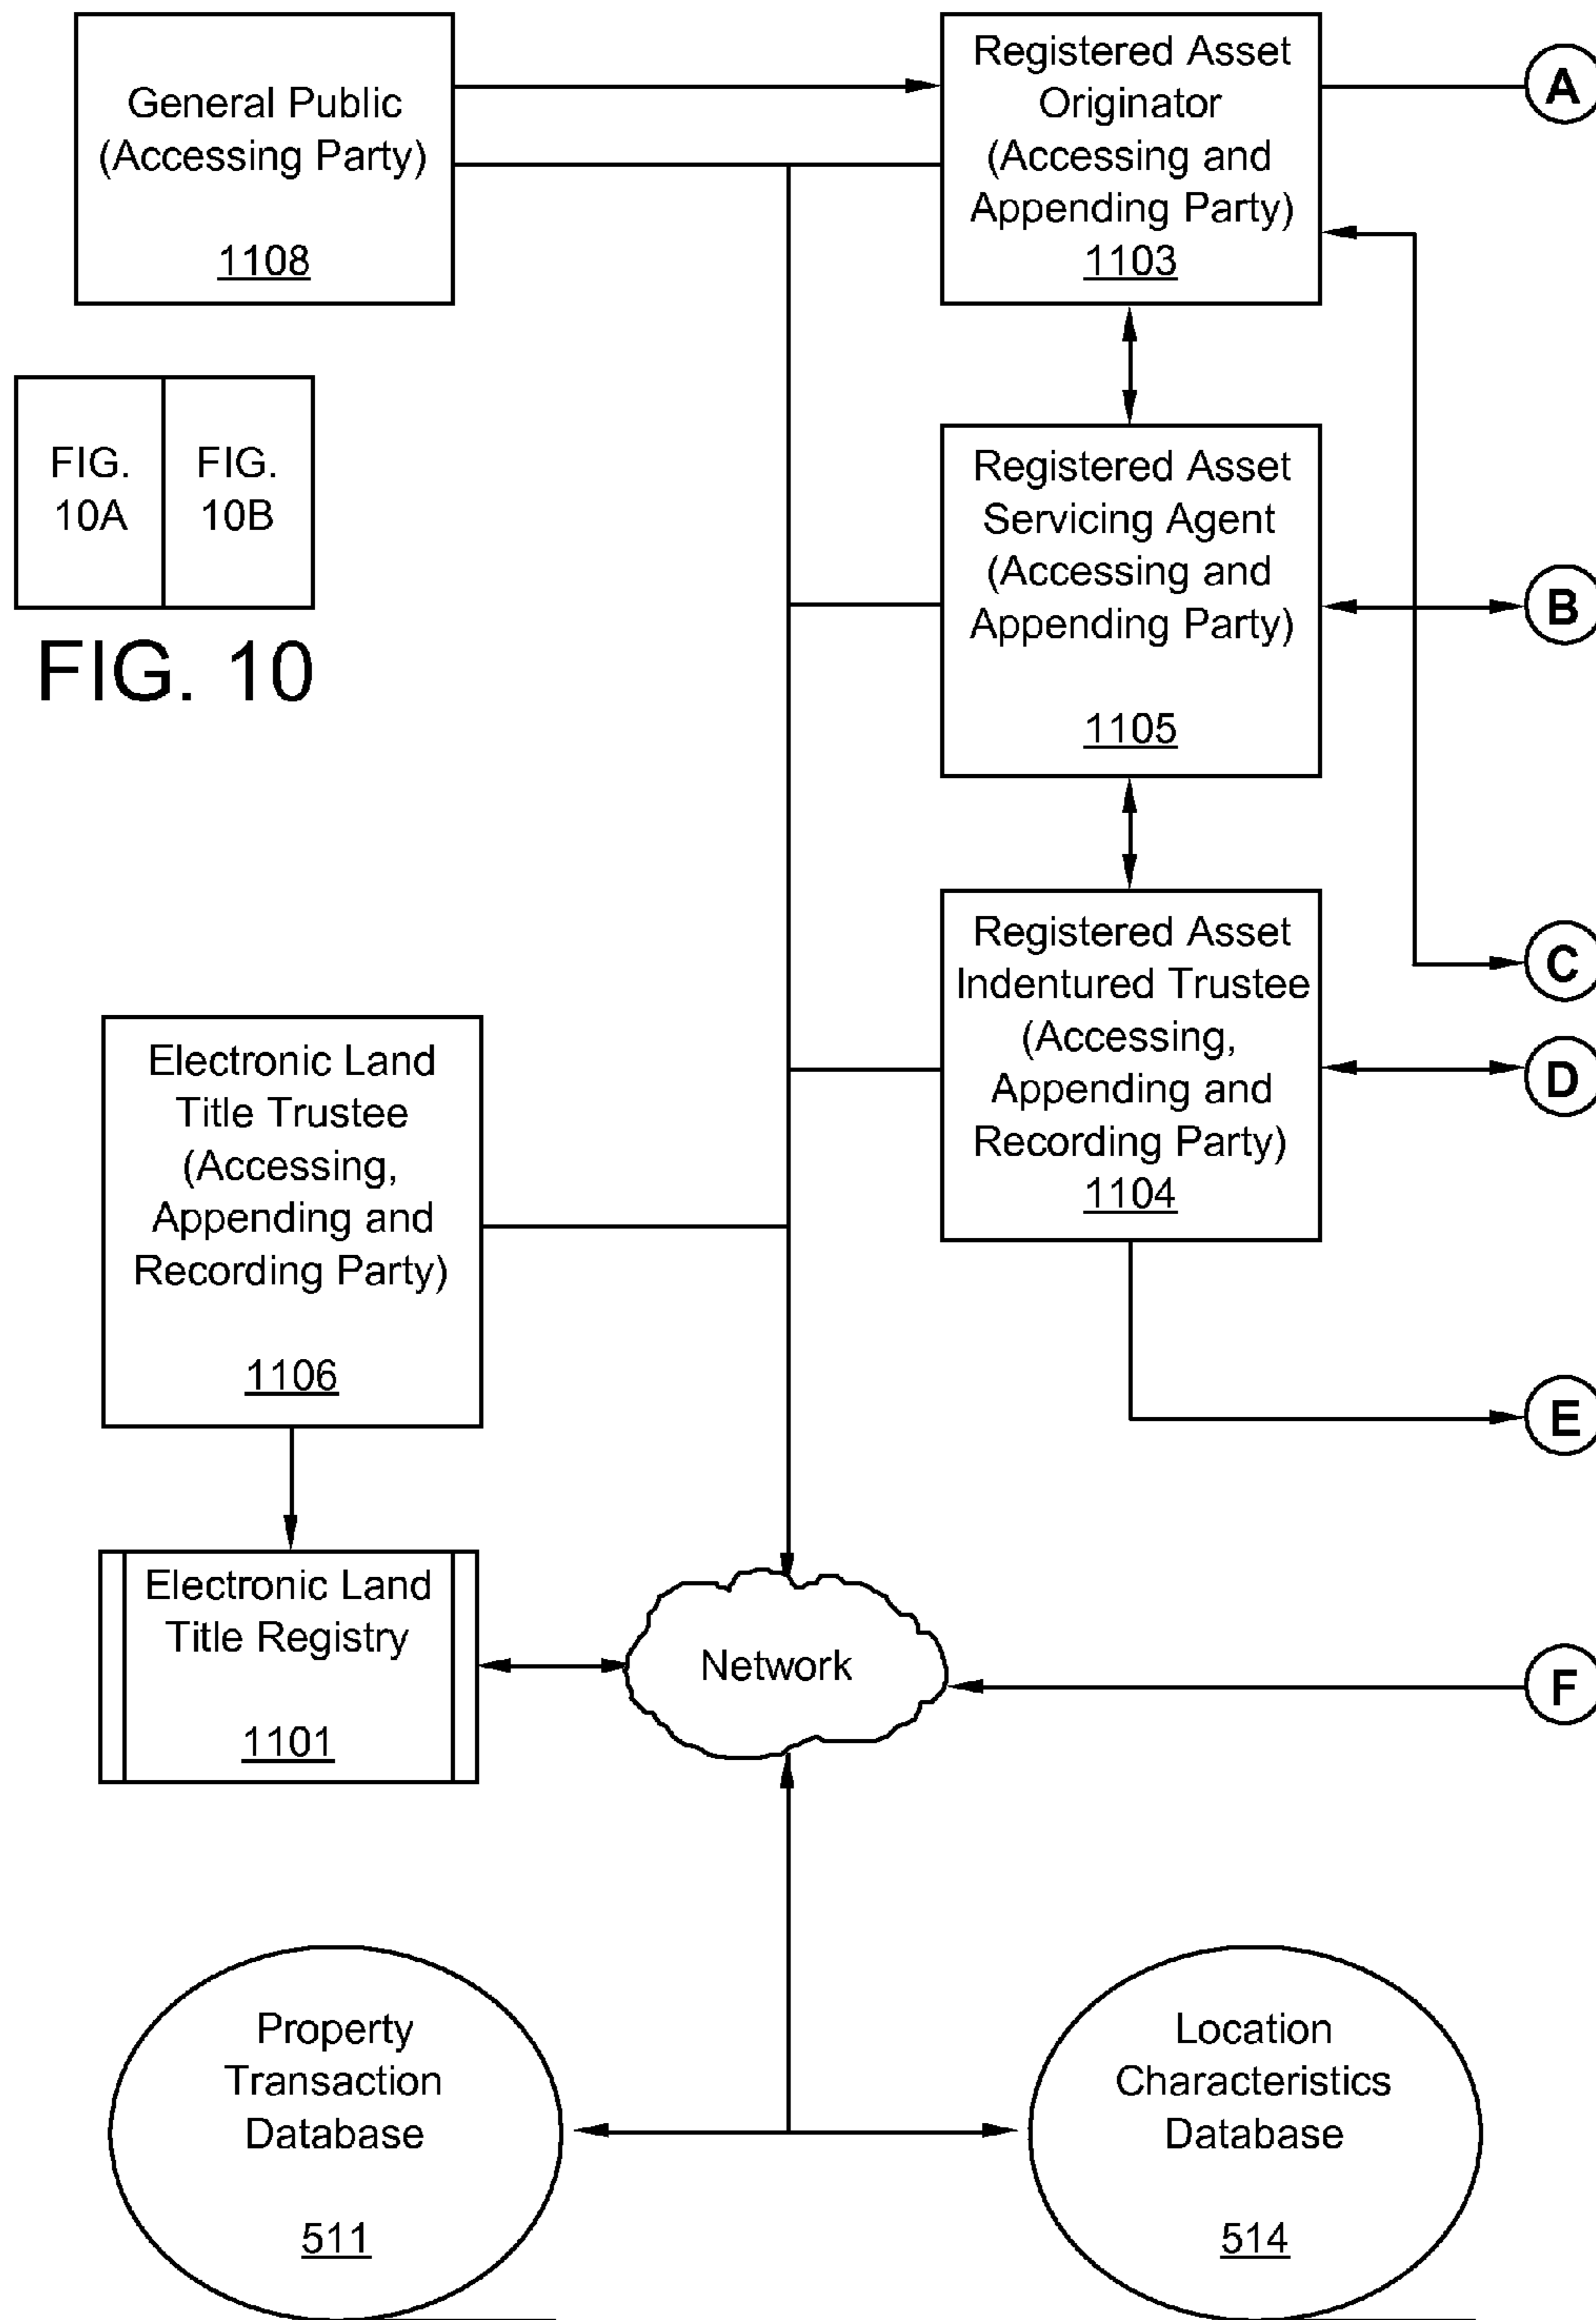 General Public
(Accessing Party)
1108
Registered Asset
Originator
(Accessing and
Appending Party)
1103
A
FIG.
10A
FIG.
10B
FIG. 10
Registered Asset
Servicing Agent
(Accessing and
Appending Party)
1105
B
Registered Asset
Indentured Trustee
(Accessing,
Appending and
Recording Party)
1104
C
D
Electronic Land
Title Trustee
(Accessing,
Appending and
Recording Party)
1106
E
Electronic Land
Title Registry
1101
Network
F
Property
Transaction
Database
511
Location
Characteristics
Database
514